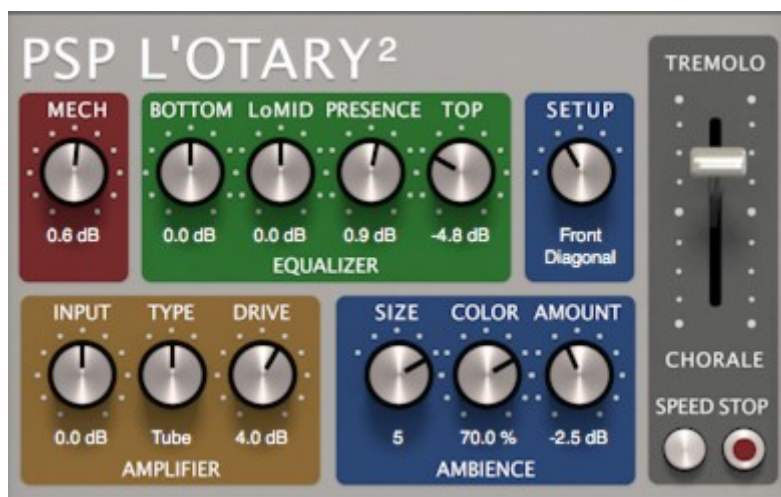 PSP L'OTARY²
MECH
0.6 dB
BOTTOM LoMID PRESENCE TOP
0.0 dB 0.0 dB 0.9 dB -4.8 dB
EQUALIZER
SETUP
Front
Diagonal
INPUT TYPE DRIVE
0.0 dB Tube 4.0 dB
AMPLIFIER
SIZE COLOR AMOUNT
5 70.0 % -2.5 dB
AMBIENCE
TREMOLO
CHORALE
SPEED STOP